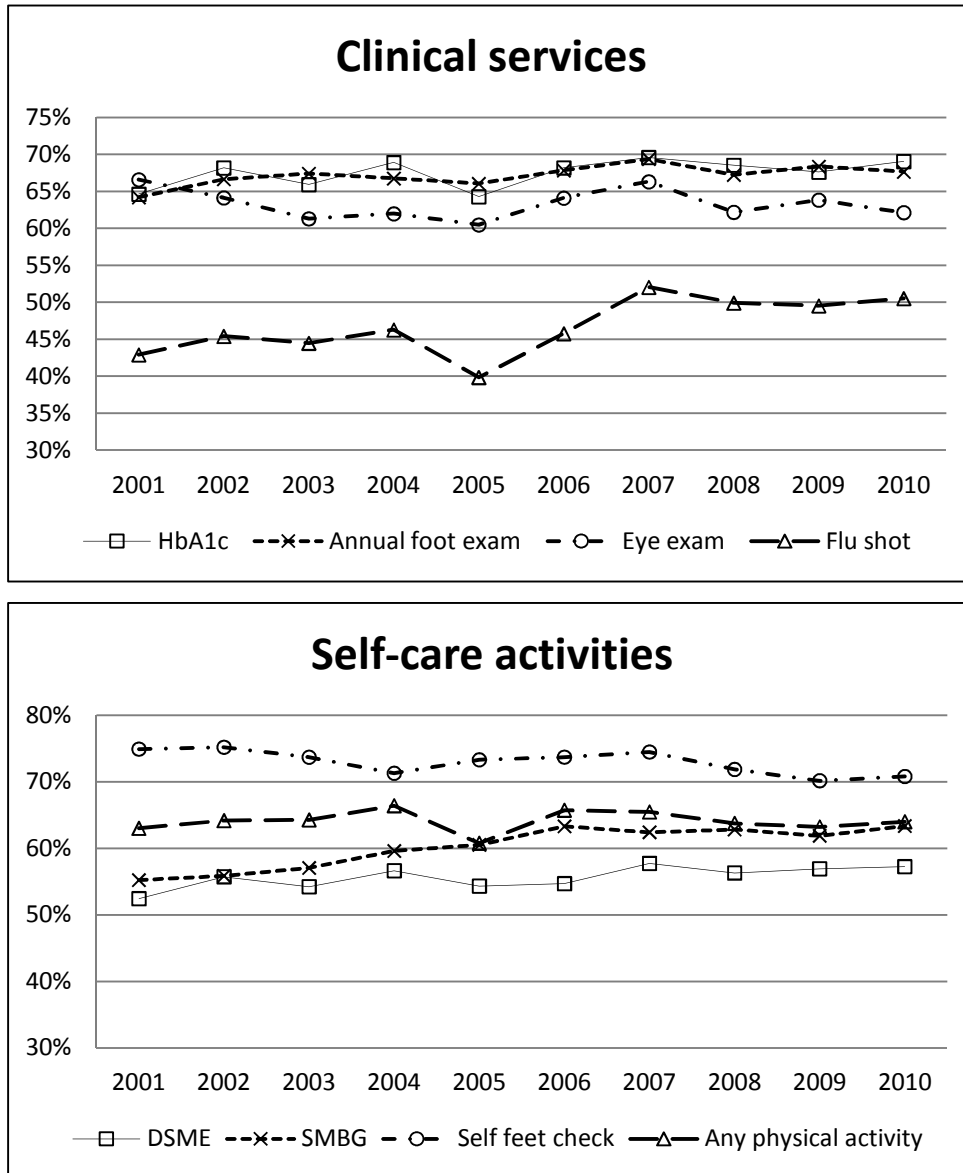 Clinical services
75%
70%
65%
60%
55%
50%
45%
40%
35%
30%
2001 2002 2003 2004 2005 2006 2007 2008 2009 2010
HbA1c Annual foot exam Eye exam Flu shot
Self-care activities
80%
70%
60%
50%
40%
30%
2001 2002 2003 2004 2005 2006 2007 2008 2009 2010
DSME SMBG Self feet check Any physical activity